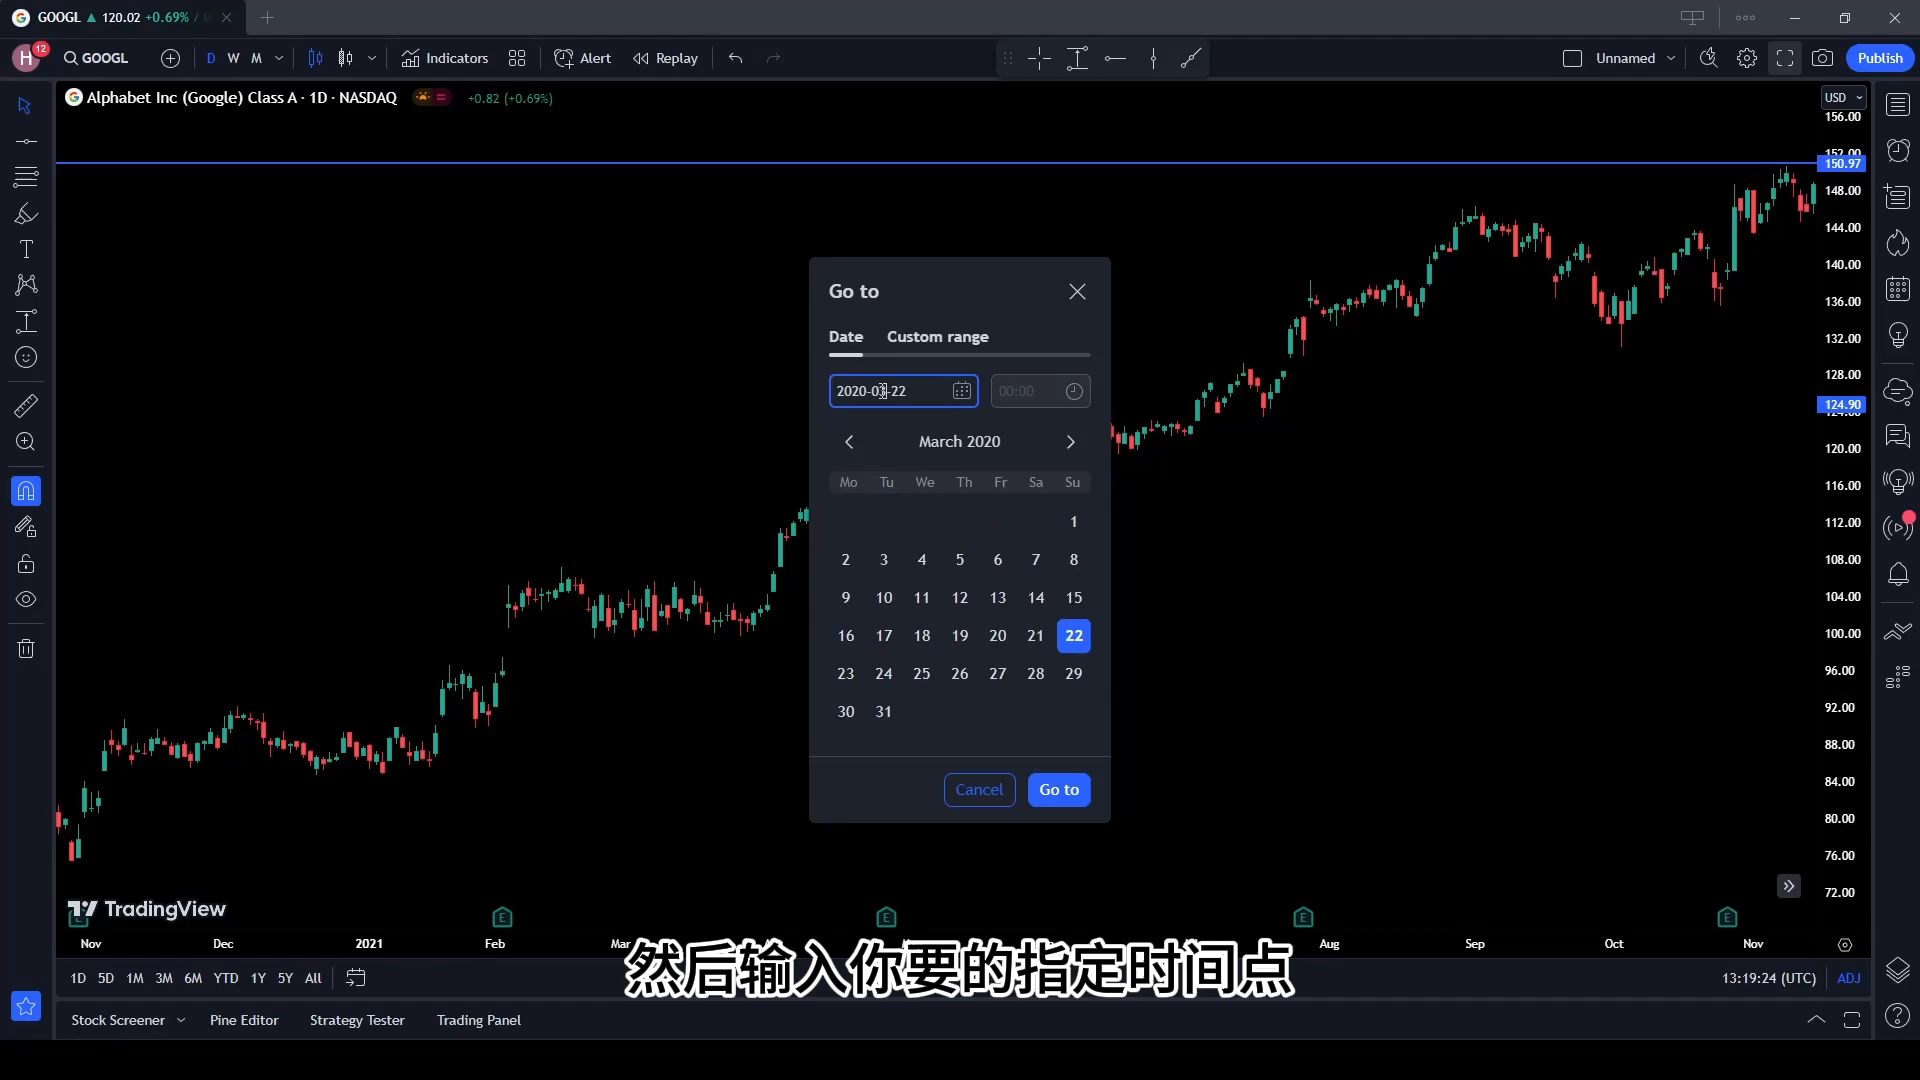 GOOGL ▲ 120.02 +0.69% /
H 12 GOOGL D W M Indicators Alert Replay Unnamed Publish
Alphabet Inc (Google) Class A · 1D · NASDAQ +0.82 (+0.69%) USD
156.00
152.00
150.97
148.00
144.00
140.00
136.00
132.00
128.00
124.90
120.00
116.00
112.00
108.00
104.00
100.00
96.00
92.00
88.00
84.00
80.00
76.00
72.00
Go to
Date Custom range
2020-03-22 00:00
March 2020
Mo Tu We Th Fr Sa Su
1
2 3 4 5 6 7 8
9 10 11 12 13 14 15
16 17 18 19 20 21 22
23 24 25 26 27 28 29
30 31
Cancel Go to
TradingView
E E E E E
Nov Dec 2021 Feb Mar Aug Sep Oct Nov
然后输入你要的指定时间点
1D 5D 1M 3M 6M YTD 1Y 5Y All 13:19:24 (UTC) ADJ
Stock Screener Pine Editor Strategy Tester Trading Panel